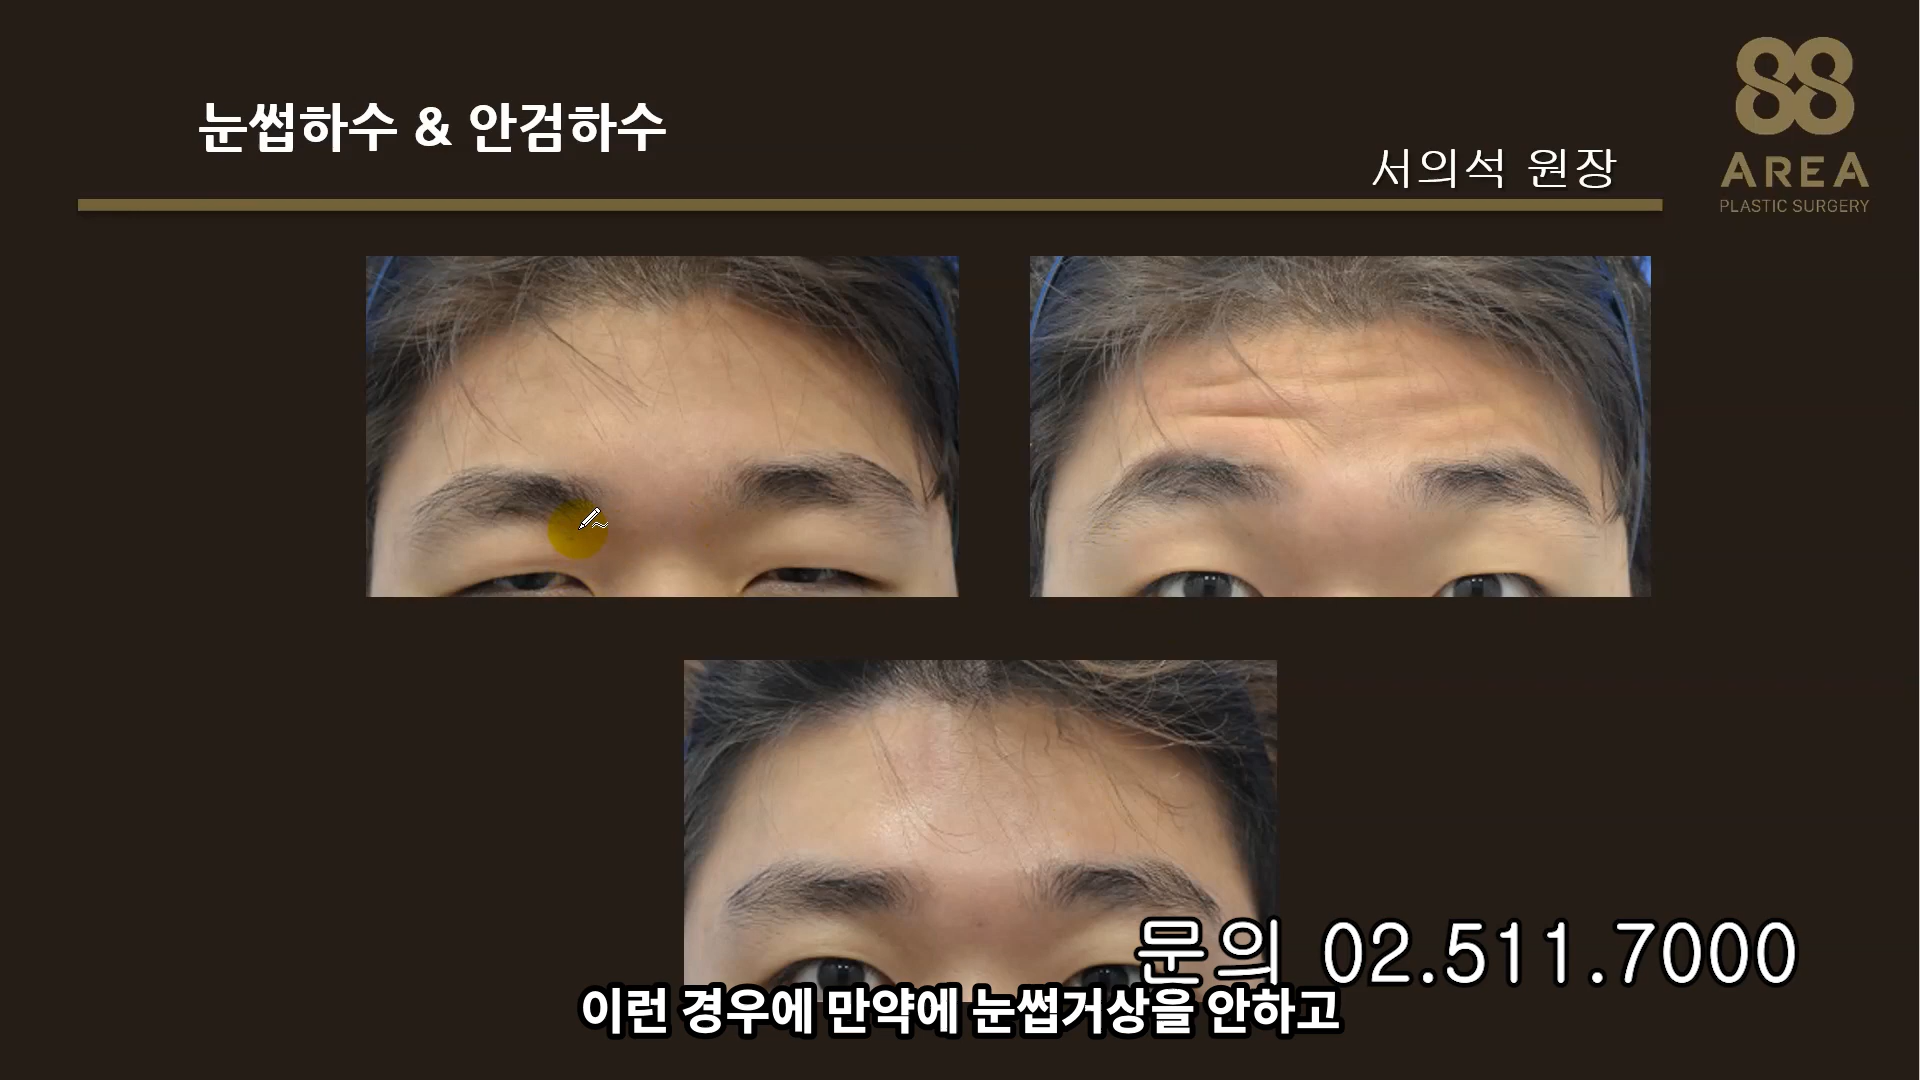 눈썹하수 & 안검하수
서의석 원장
88
AREA
PLASTIC SURGERY
문의 02.511.7000
이런 경우에 만약에 눈썹거상을 안하고